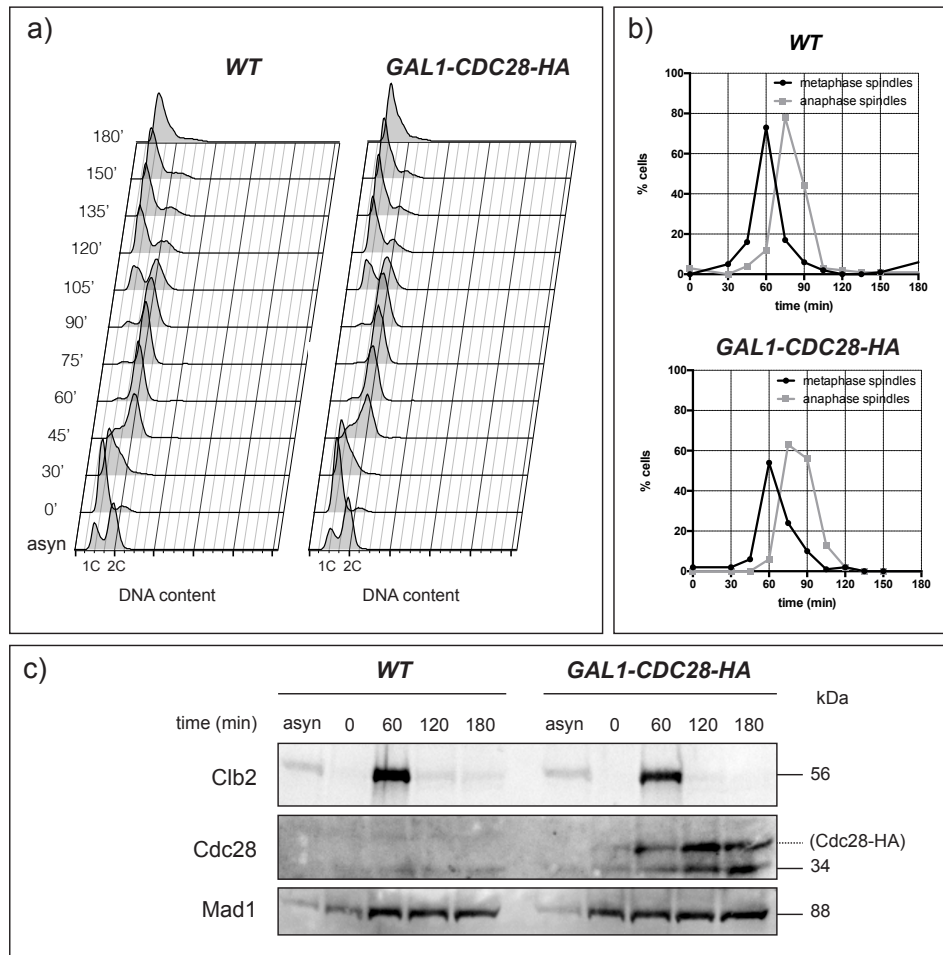 a)
WT
GAL1-CDC28-HA
180'
150'
135'
120'
105'
90'
75'
60'
45'
30'
0'
asyn
1C 2C
1C 2C
DNA content
DNA content
b)
WT
100
80
60
40
20
0
% cells
metaphase spindles
anaphase spindles
0 30 60 90 120 150 180
time (min)
GAL1-CDC28-HA
100
80
60
40
20
0
% cells
metaphase spindles
anaphase spindles
0 30 60 90 120 150 180
time (min)
c)
WT
GAL1-CDC28-HA
kDa
time (min) asyn 0 60 120 180 asyn 0 60 120 180
Clb2 56
Cdc28 (Cdc28-HA)
34
Mad1 88